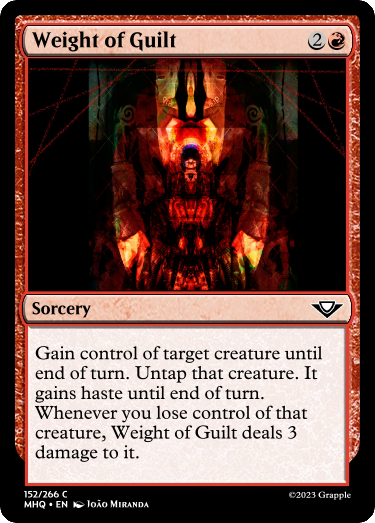 Weight of Guilt 2
Sorcery
Gain control of target creature until
end of turn. Untap that creature. It
gains haste until end of turn.
Whenever you lose control of that
creature, Weight of Guilt deals 3
damage to it.
152/266 C
MHQ • EN João Miranda
©2023 Grapple